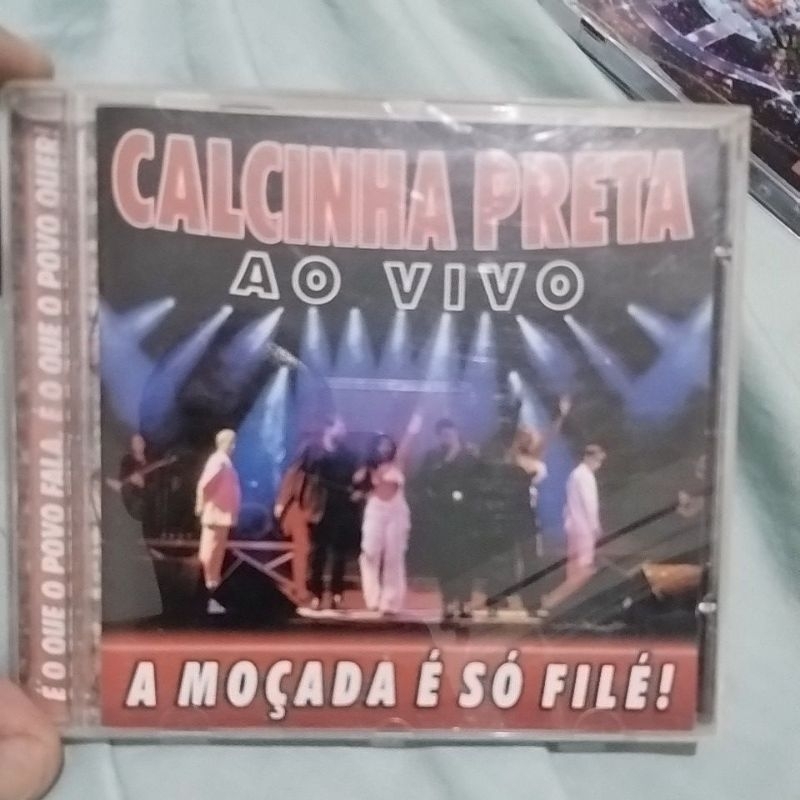 CALCINHA PRETA
AO VIVO
A MOÇADA É SÓ FILÉ!
É O QUE O POVO FALA, É O QUE O POVO QUER!